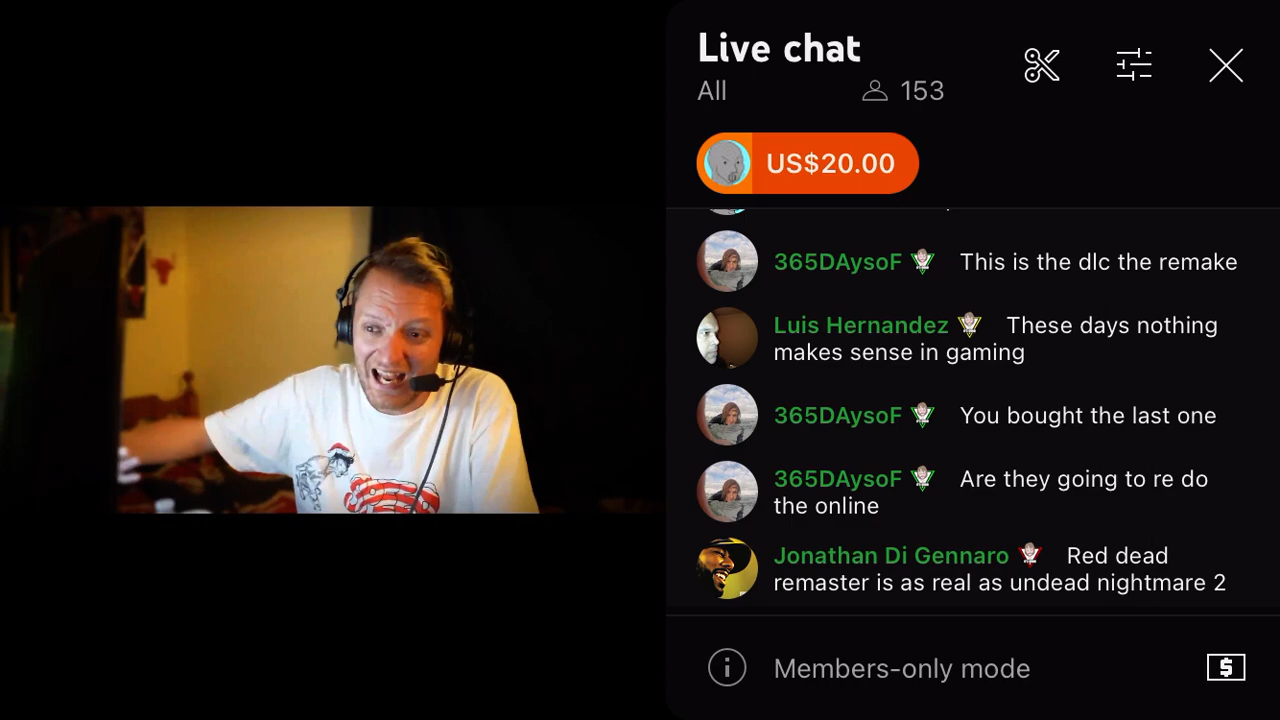 Live chat
All 153
US$20.00
365DAysoF This is the dlc the remake
Luis Hernandez These days nothing
makes sense in gaming
365DAysoF You bought the last one
365DAysoF Are they going to re do
the online
Jonathan Di Gennaro Red dead
remaster is as real as undead nightmare 2
Members-only mode